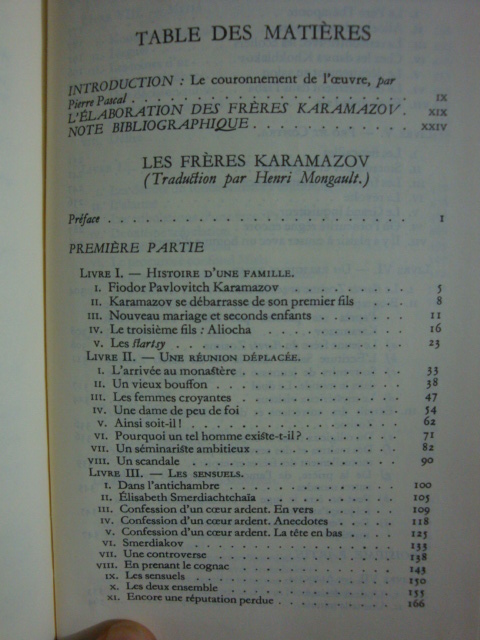 TABLE DES MATIÈRES
INTRODUCTION : Le couronnement de l'œuvre, par
Pierre Pascal . . . . . . . . . . . . . . . . . . . . IX
L'ÉLABORATION DES FRÈRES KARAMAZOV . XIX
NOTE BIBLIOGRAPHIQUE . . . . . . . . . . . . XXIV
LES FRÈRES KARAMAZOV
(Traduction par Henri Mongault.)
Préface . . . . . . . . . . . . . . . . . . . . . 1
PREMIÈRE PARTIE
LIVRE I. — HISTOIRE D'UNE FAMILLE.
I. Fiodor Pavlovitch Karamazov . . . . . . . . . 5
II. Karamazov se débarrasse de son premier fils . . . . 8
III. Nouveau mariage et seconds enfants . . . . . . . 11
IV. Le troisième fils : Aliocha . . . . . . . . . . . 16
V. Les startsy . . . . . . . . . . . . . . . . . 23
LIVRE II. — UNE RÉUNION DÉPLACÉE.
I. L'arrivée au monastère . . . . . . . . . . . . 33
II. Un vieux bouffon . . . . . . . . . . . . . . 38
III. Les femmes croyantes . . . . . . . . . . . . 47
IV. Une dame de peu de foi . . . . . . . . . . . 54
V. Ainsi soit-il ! . . . . . . . . . . . . . . . . 62
VI. Pourquoi un tel homme existe-t-il ? . . . . . . . . 71
VII. Un séminariste ambitieux . . . . . . . . . . . 82
VIII. Un scandale . . . . . . . . . . . . . . . . 90
LIVRE III. — LES SENSUELS.
I. Dans l'antichambre . . . . . . . . . . . . . 100
II. Élisabeth Smerdiachtchaïa . . . . . . . . . . . 105
III. Confession d'un cœur ardent. En vers . . . . . . 109
IV. Confession d'un cœur ardent. Anecdotes . . . . . 118
V. Confession d'un cœur ardent. La tête en bas . . . . 125
VI. Smerdiakov . . . . . . . . . . . . . . . . 133
VII. Une controverse . . . . . . . . . . . . . . 138
VIII. En prenant le cognac . . . . . . . . . . . . 143
IX. Les sensuels . . . . . . . . . . . . . . . . 150
X. Les deux ensemble . . . . . . . . . . . . . 155
XI. Encore une réputation perdue . . . . . . . . . . 166